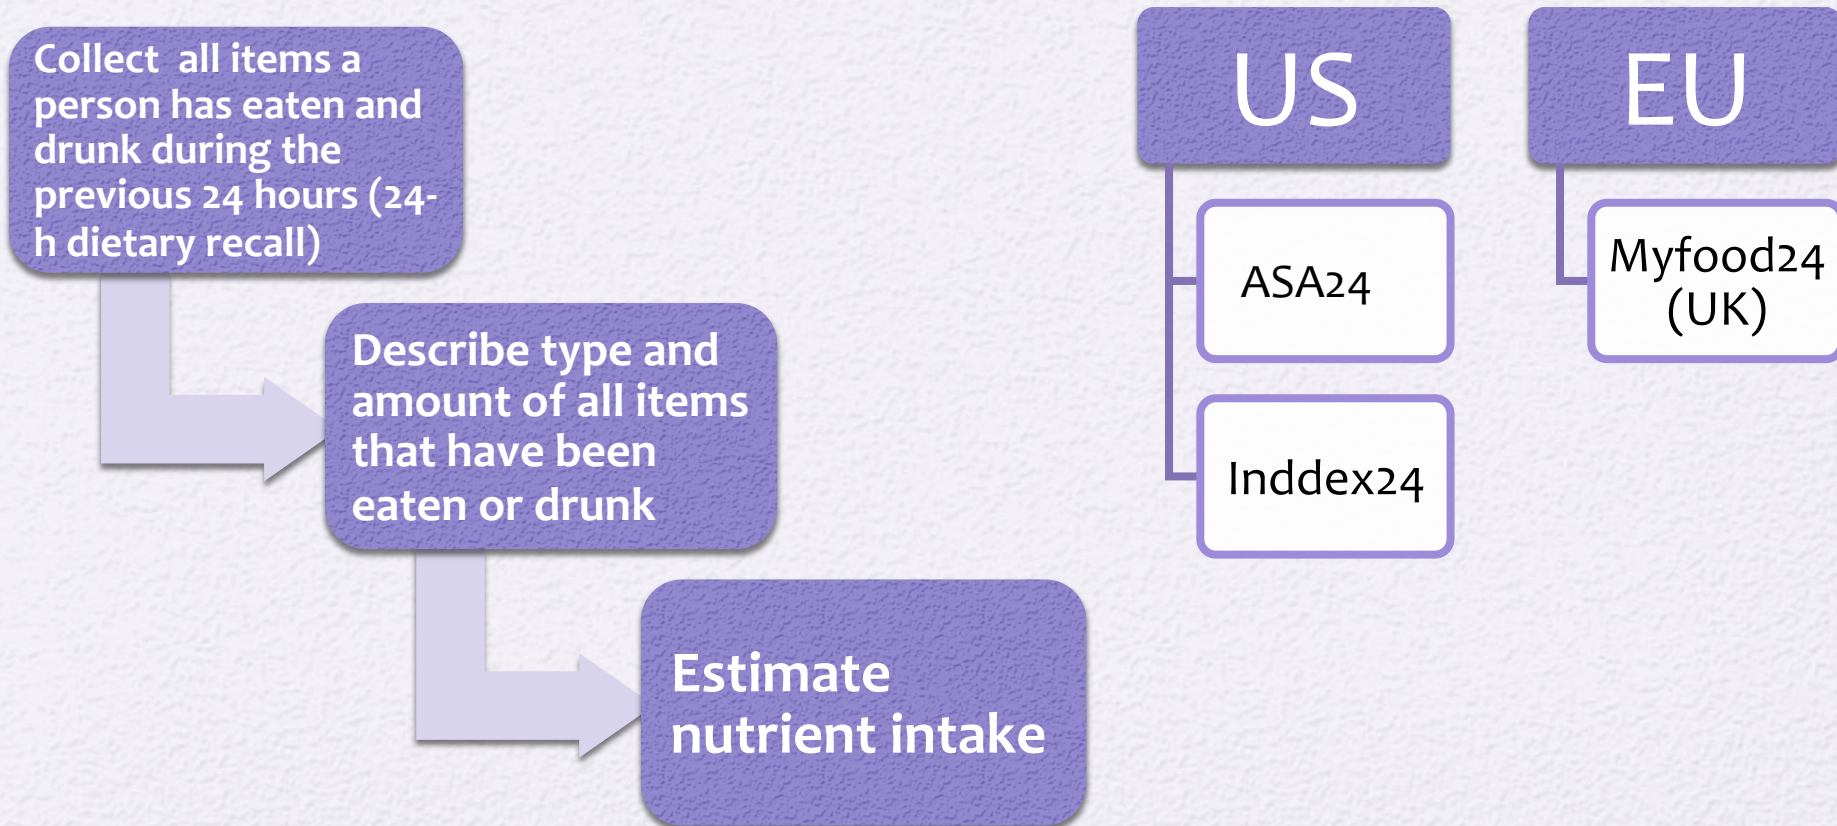 Collect  all items a
person has eaten and
drunk during the
previous 24 hours (24-
h dietary recall)
Describe type and
amount of all items
that have been
eaten or drunk
Estimate
nutrient intake
US
ASA24
Inddex24
EU
Myfood24
(UK)